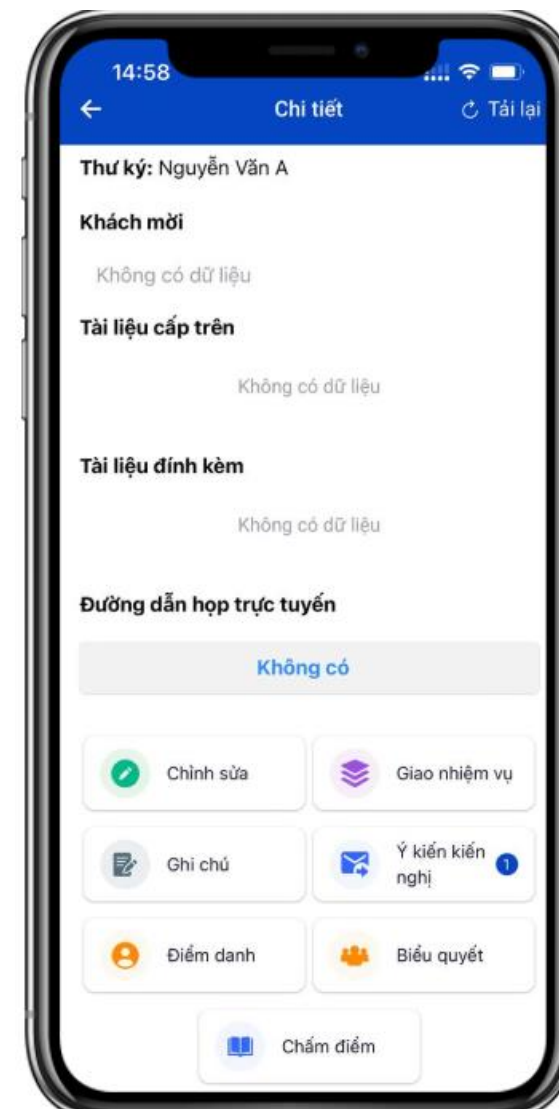 14:58
Chi tiết
Tải lại
Thư ký: Nguyễn Văn A
Khách mời
Không có dữ liệu
Tài liệu cấp trên
Không có dữ liệu
Tài liệu đính kèm
Không có dữ liệu
Đường dẫn họp trực tuyến
Không có
Chỉnh sửa
Giao nhiệm vụ
Ghi chú
Ý kiến kiến
nghị
1
Điểm danh
Biểu quyết
Chấm điểm